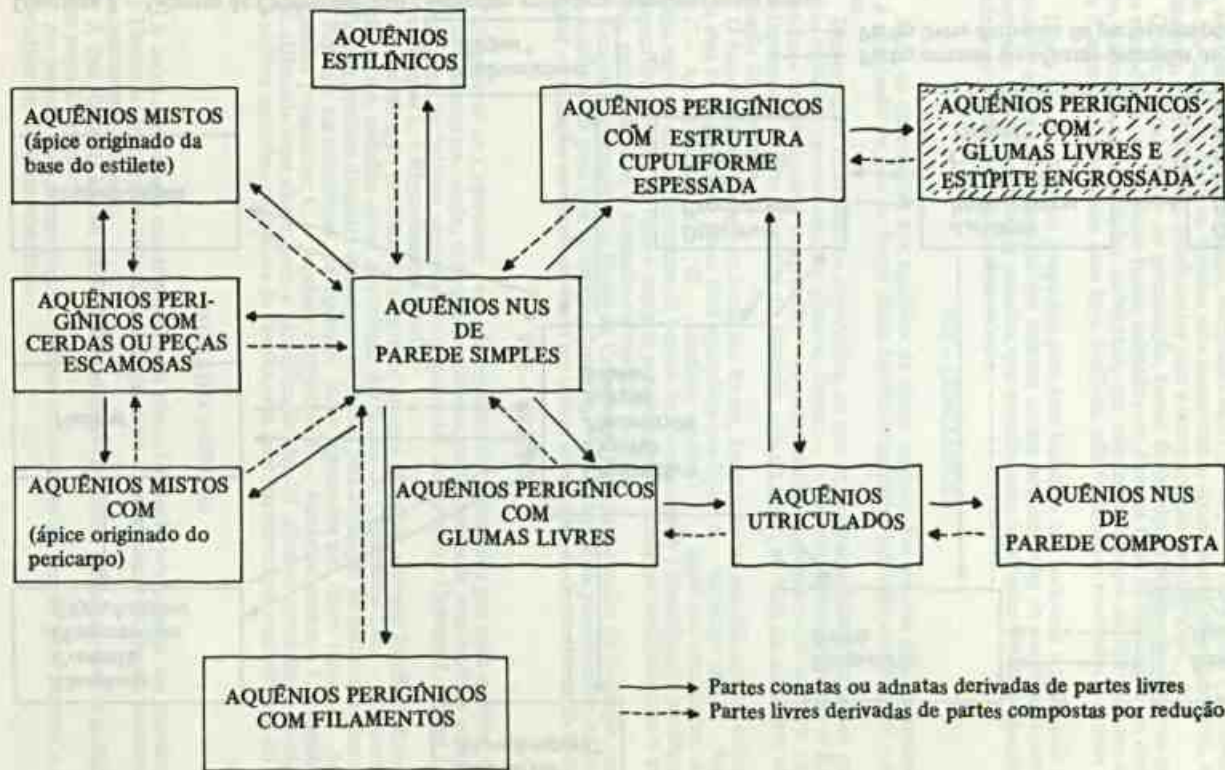 AQUÊNIOS
ESTILÍNICOS
AQUÊNIOS MISTOS
(ápice originado da
base do estilete)
AQUÊNIOS PERIGÍNICOS
COM ESTRUTURA
CUPULIFORME
ESPESSADA
AQUÊNIOS PERIGÍNICOS
COM
GLUMAS LIVRES E
ESTÍPITE ENGROSSADA
AQUÊNIOS PERI-
GÍNICOS COM
CERDAS OU PEÇAS
ESCAMOSAS
AQUÊNIOS NUS
DE
PAREDE SIMPLES
AQUÊNIOS MISTOS
COM
(ápice originado do
pericarpo)
AQUÊNIOS PERIGÍNICOS
COM
GLUMAS LIVRES
AQUÊNIOS
UTRICULADOS
AQUÊNIOS NUS
DE
PAREDE COMPOSTA
AQUÊNIOS PERIGÍNICOS
COM FILAMENTOS
Partes conatas ou adnatas derivadas de partes livres
Partes livres derivadas de partes compostas por redução